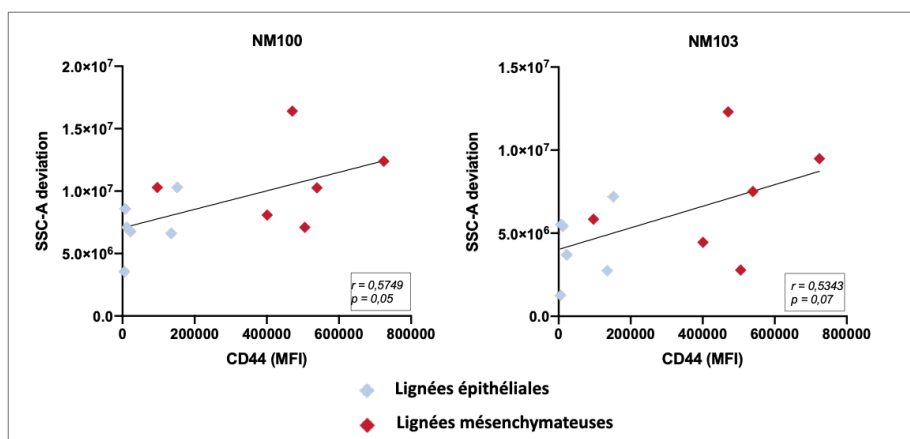 NM100
SSC-A deviation
2.0×10⁷
1.5×10⁷
1.0×10⁷
5.0×10⁶
0.0
0 200000 400000 600000 800000
CD44 (MFI)
r = 0,5749
p = 0,05
NM103
SSC-A deviation
1.5×10⁷
1.0×10⁷
5.0×10⁶
0.0
0 200000 400000 600000 800000
CD44 (MFI)
r = 0,5343
p = 0,07
Lignées épithéliales
Lignées mésenchymateuses